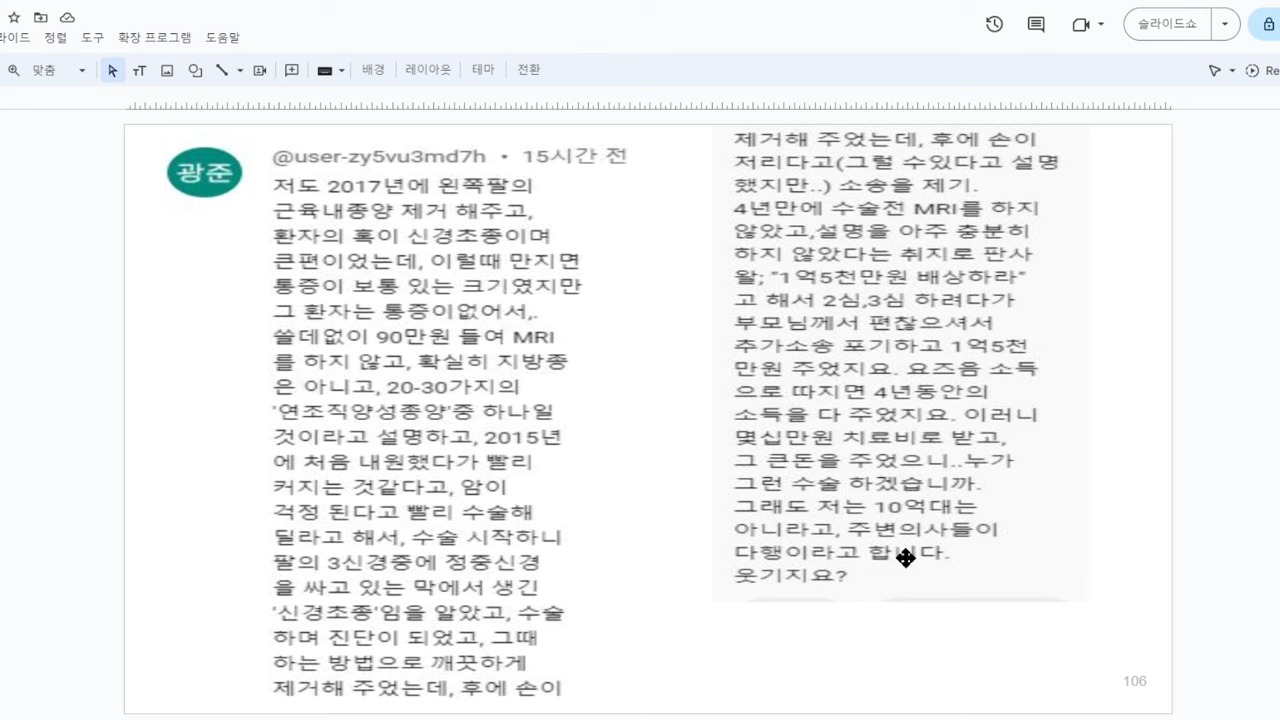 라이드 정렬 도구 확장 프로그램 도움말
슬라이드쇼
맞춤
배경 레이아웃 테마 전환
Re
광준
@user-zy5vu3md7h • 15시간 전
저도 2017년에 왼쪽팔의
근육내종양 제거 해주고,
환자의 혹이 신경초종이며
큰편이었는데, 이럴때 만지면
통증이 보통 있는 크기였지만
그 환자는 통증이없어서,.
쓸데없이 90만원 들여 MRI
를 하지 않고, 확실히 지방종
은 아니고, 20-30가지의
'연조직양성종양'중 하나일
것이라고 설명하고, 2015년
에 처음 내원했다가 빨리
커지는 것같다고, 암이
걱정 된다고 빨리 수술해
딜라고 해서, 수술 시작하니
팔의 3신경중에 정중신경
을 싸고 있는 막에서 생긴
'신경초종'임을 알았고, 수술
하며 진단이 되었고, 그때
하는 방법으로 깨끗하게
제거해 주었는데, 후에 손이
제거해 주었는데, 후에 손이
저리다고(그럴 수있다고 설명
했지만..) 소송을 제기.
4년만에 수술전 MRI를 하지
않았고,설명을 아주 충분히
하지 않았다는 취지로 판사
왈; "1억5천만원 배상하라"
고 해서 2심,3심 하려다가
부모님께서 편찮으셔서
추가소송 포기하고 1억5천
만원 주었지요. 요즈음 소득
으로 따지면 4년동안의
소득을 다 주었지요. 이러니
몇십만원 치료비로 받고,
그 큰돈을 주었으니..누가
그런 수술 하겠습니까.
그래도 저는 10억대는
아니라고, 주변의사들이
다행이라고 합니다.
웃기지요?
106